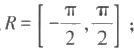 R = [ -π/2, π/2 ] ;